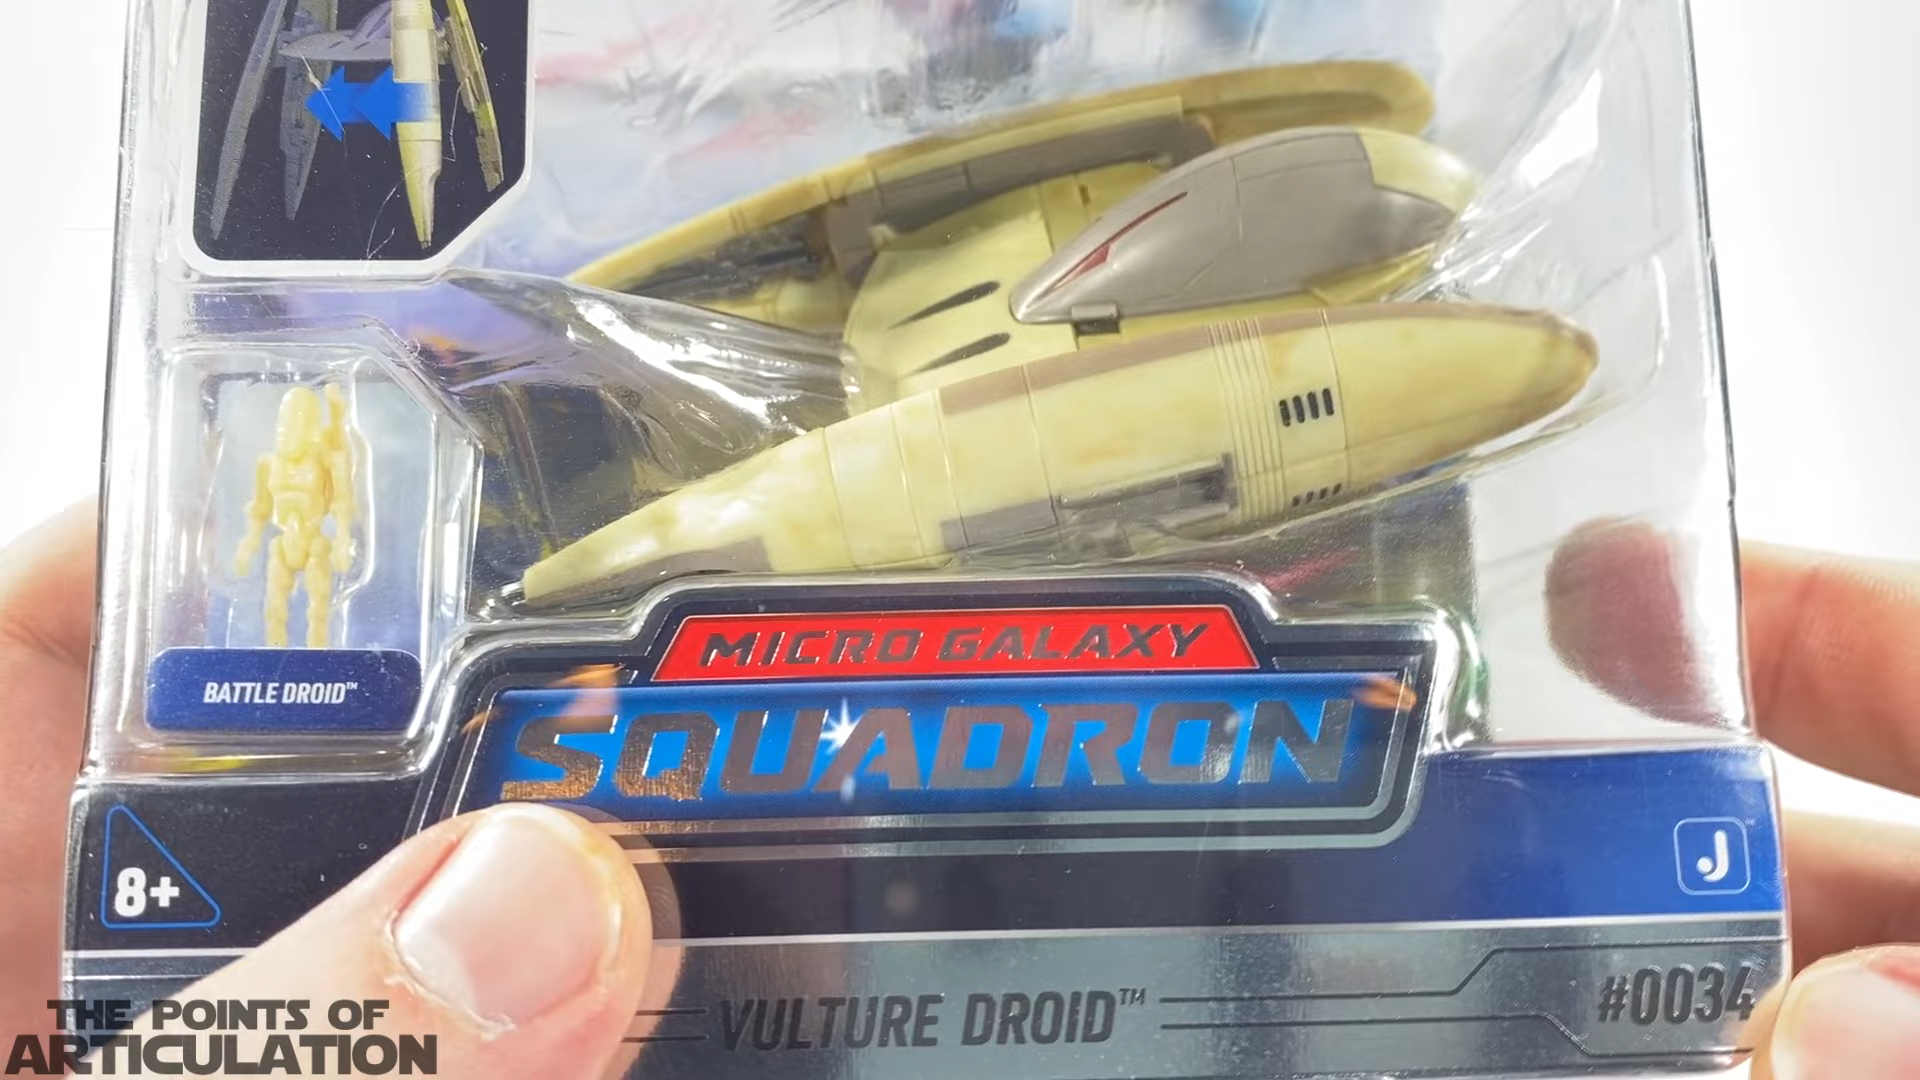 BATTLE DROID™
MICRO GALAXY
SQUADRON
8+
J
VULTURE DROID™
#0034
THE POINTS OF
ARTICULATION